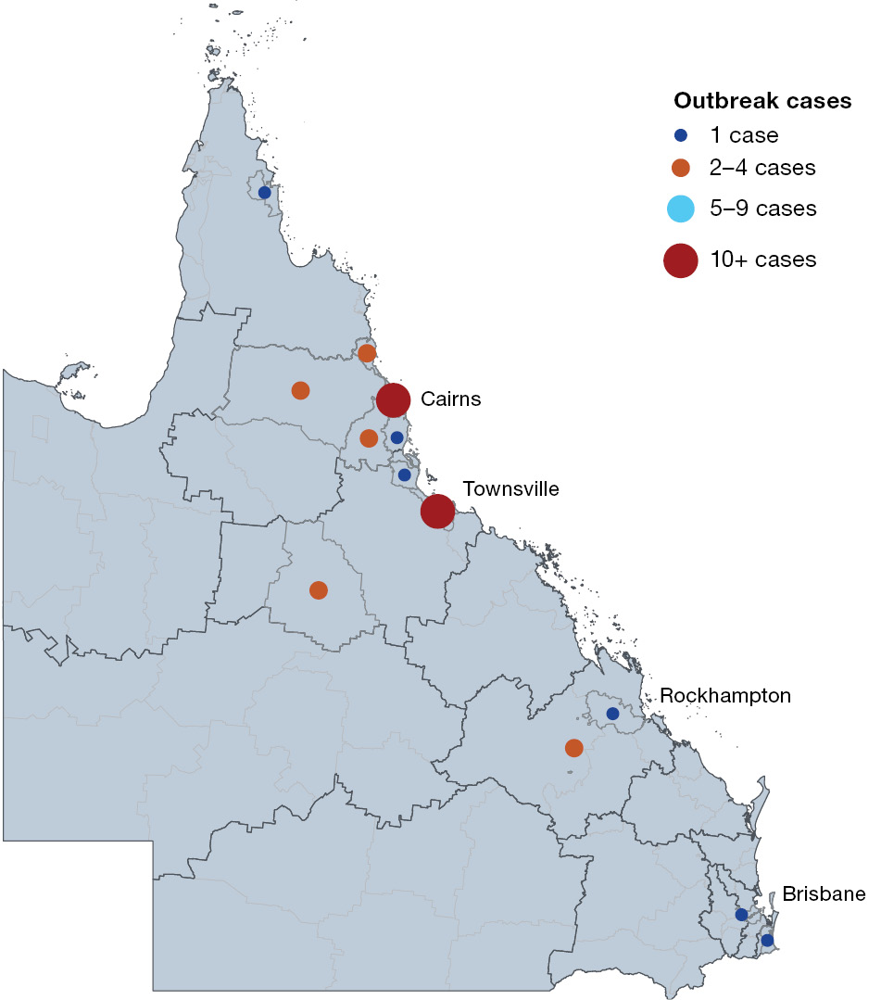 Outbreak cases
1 case
2–4 cases
5–9 cases
10+ cases
Cairns
Townsville
Rockhampton
Brisbane